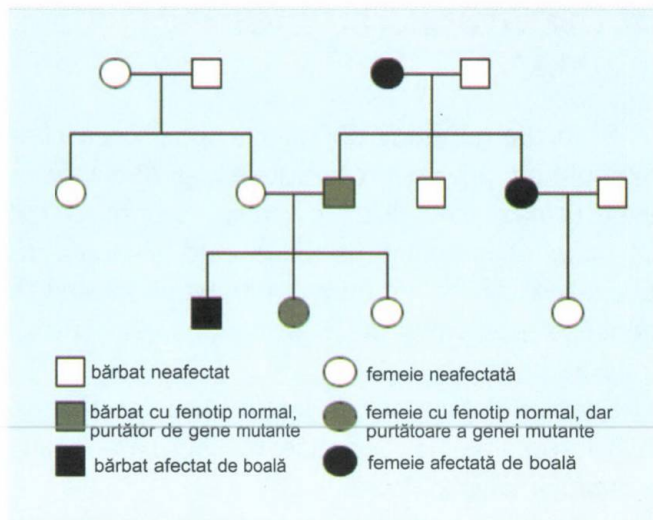 bărbat neafectat
femeie neafectată
bărbat cu fenotip normal,
purtător de gene mutante
femeie cu fenotip normal, dar
purtătoare a genei mutante
bărbat afectat de boală
femeie afectată de boală